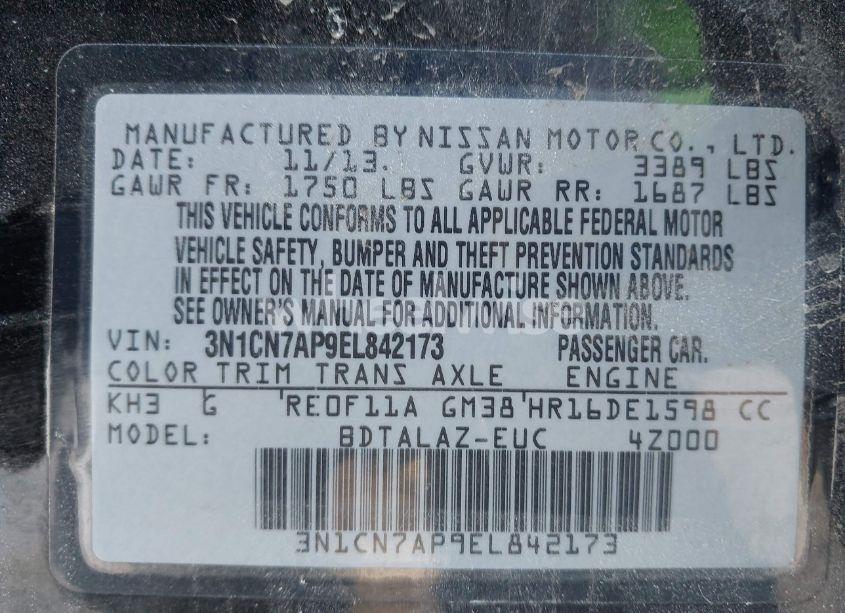 MANUFACTURED BY NISSAN MOTOR CO., LTD.
DATE: 11/13. GVWR: 3389 LBS
GAWR FR: 1750 LBS GAWR RR: 1687 LBS
THIS VEHICLE CONFORMS TO ALL APPLICABLE FEDERAL MOTOR
VEHICLE SAFETY, BUMPER AND THEFT PREVENTION STANDARDS
IN EFFECT ON THE DATE OF MANUFACTURE SHOWN ABOVE.
SEE OWNER'S MANUAL FOR ADDITIONAL INFORMATION.
VIN: 3N1CN7AP9EL842173 PASSENGER CAR.
COLOR TRIM TRANS AXLE ENGINE
KH3 G 'RE0F11A GM38'HR16DE1598 CC
MODEL: BDTALAZ-EUC 4Z000
3N1CN7AP9EL842173